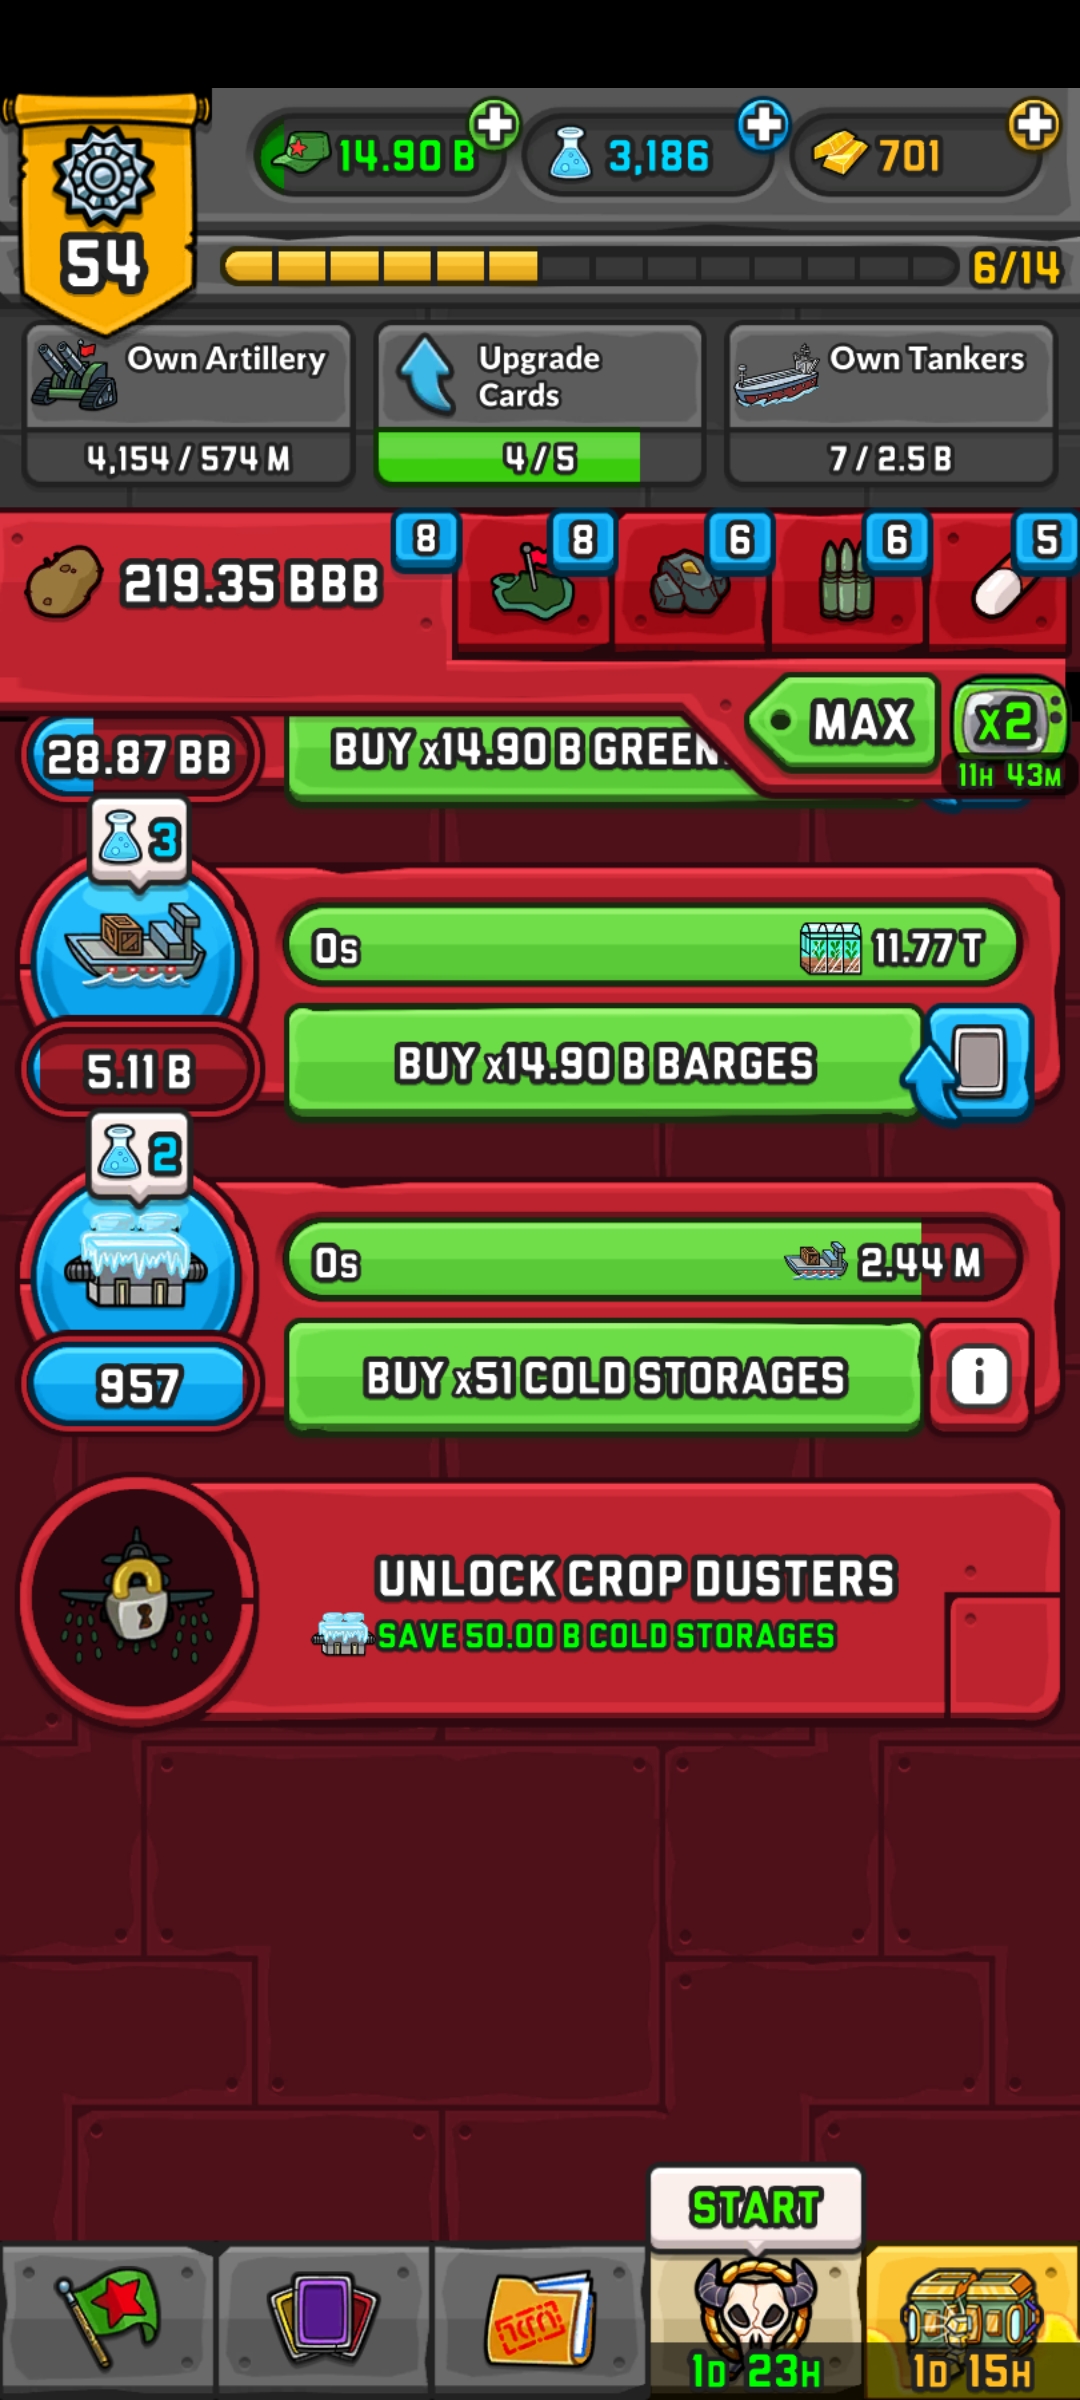 14.90 B
3,186
701
54
6/14
Own Artillery
4,154 / 574 M
Upgrade
Cards
4 / 5
Own Tankers
7 / 2.5 B
219.35 BBB
8
8
6
6
5
MAX
x2
11H 43M
28.87 BB
BUY x14.90 B GREEN
3
0s
11.77 T
5.11 B
BUY x14.90 B BARGES
2
0s
2.44 M
957
BUY x51 COLD STORAGES
i
UNLOCK CROP DUSTERS
SAVE 50.00 B COLD STORAGES
START
1D 23H
1D 15H